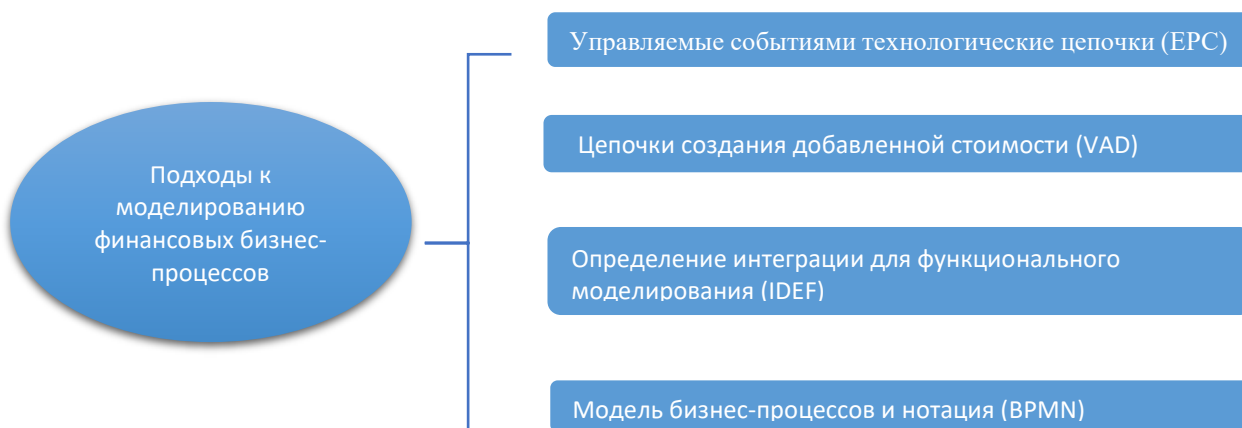 Управляемые событиями технологические цепочки (EPC)
Цепочки создания добавленной стоимости (VAD)
Подходы к
моделированию
финансовых бизнес-
процессов
Определение интеграции для функционального
моделирования (IDEF)
Модель бизнес-процессов и нотация (BPMN)